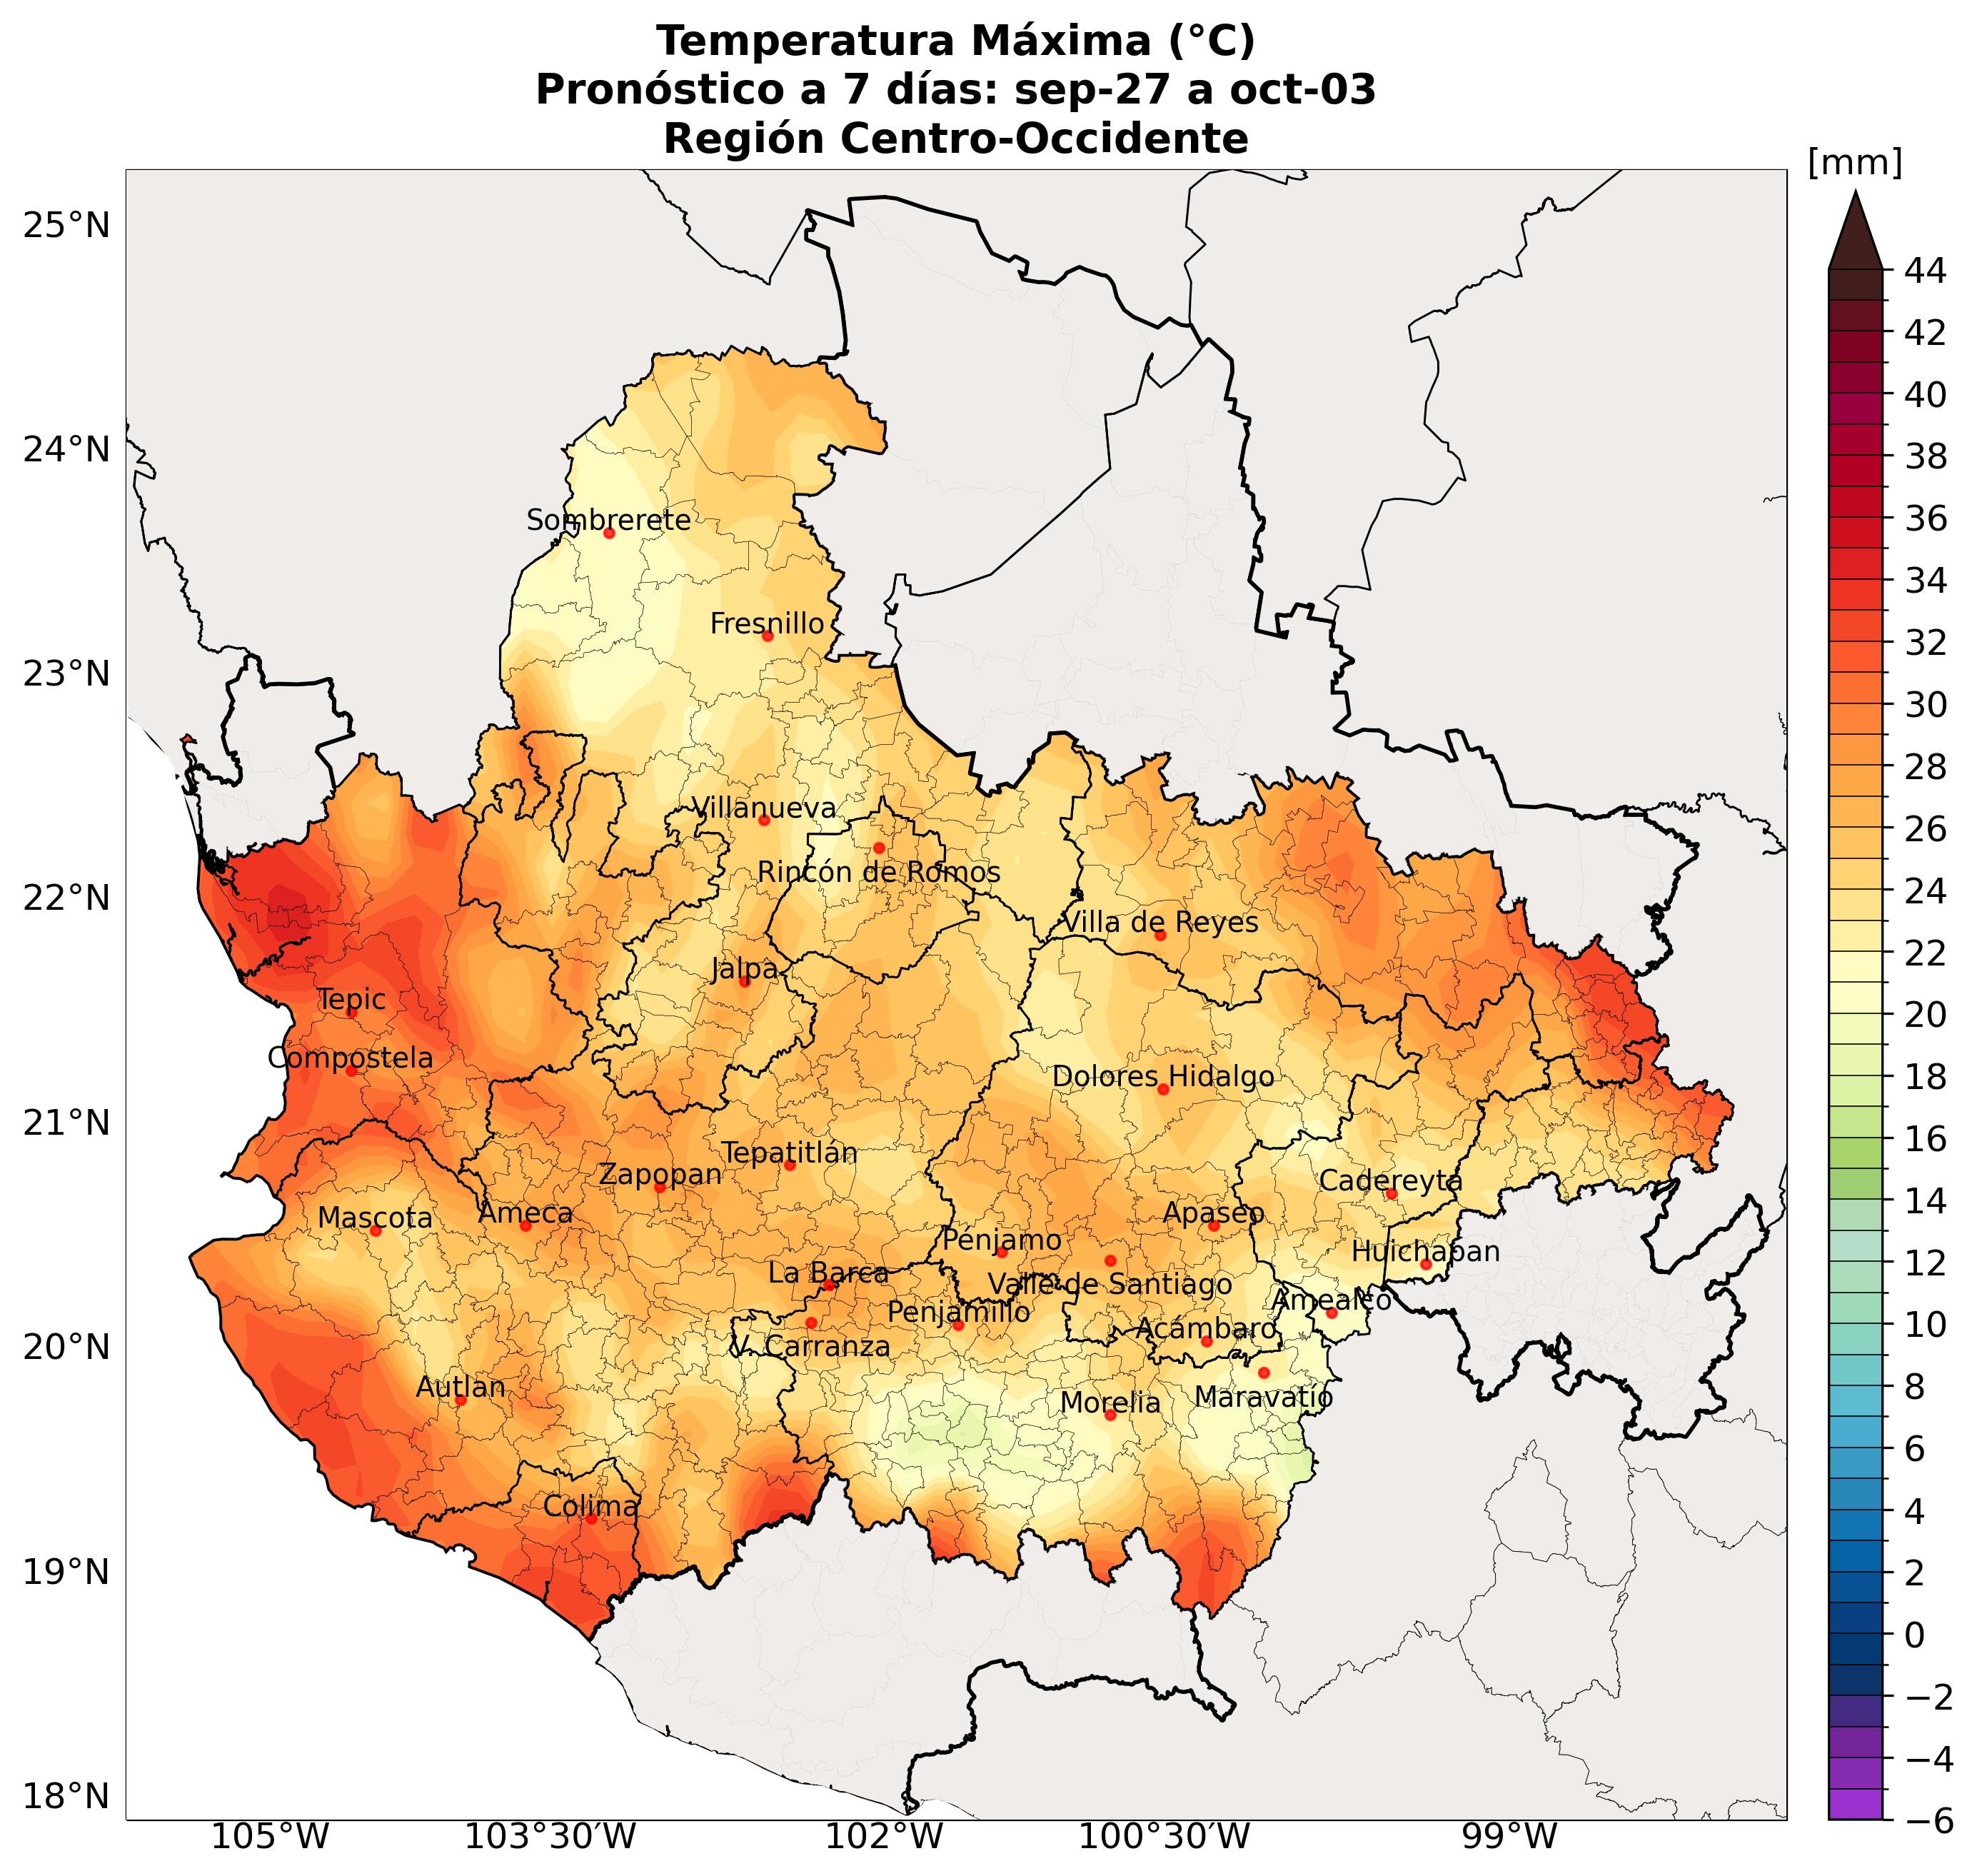 Temperatura Máxima (°C)
Pronóstico a 7 días: sep-27 a oct-03
Región Centro-Occidente
[mm]
25°N
24°N
23°N
22°N
21°N
20°N
19°N
18°N
Sombrerete
Fresnillo
Villanueva
Rincón de Romos
Villa de Reyes
Jalpa
Tepic
Compostela
Dolores Hidalgo
Tepatitlán
Zapopan
Cadereyta
Mascota
Ameca
Apaseo
Pénjamo
Huichapan
La Barca
Valle de Santiago
Amealco
Penjamillo
Acámbaro
V. Carranza
Autlan
Morelia
Maravatío
Colima
105°W
103°30′W
102°W
100°30′W
99°W
44
42
40
38
36
34
32
30
28
26
24
22
20
18
16
14
12
10
8
6
4
2
0
−2
−4
−6